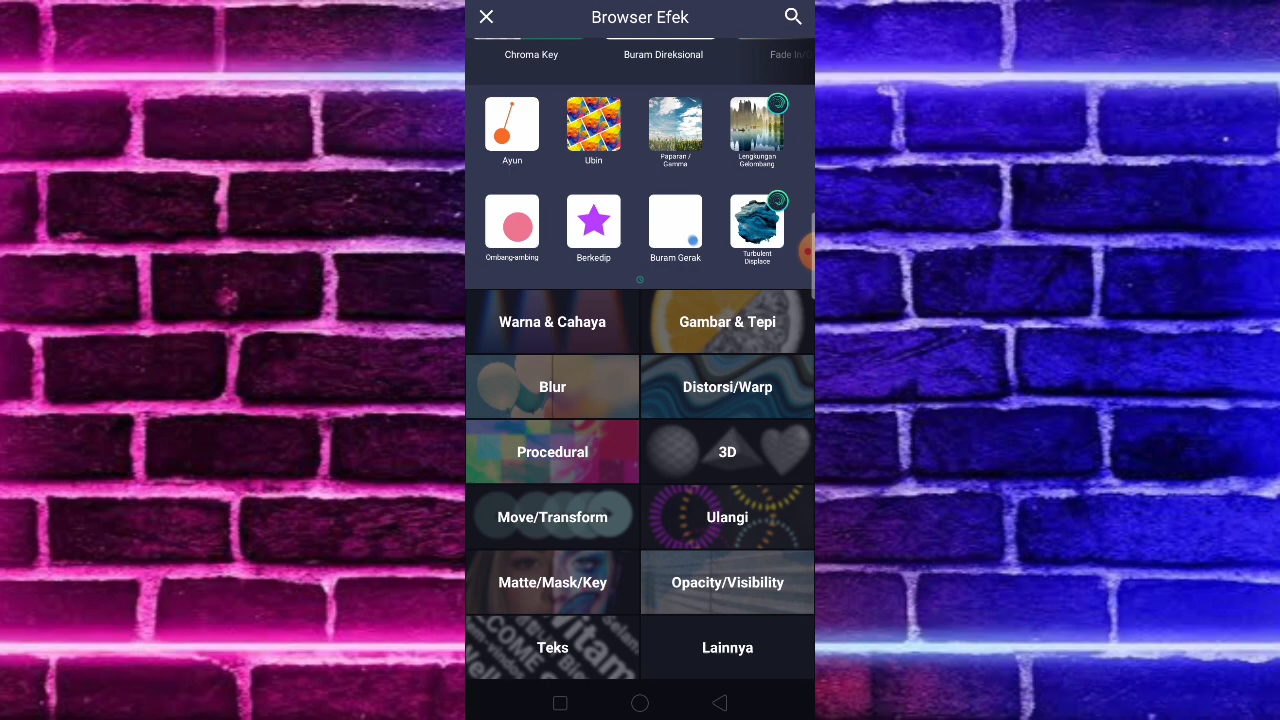 Browser Efek
Chroma Key
Buram Direksional
Fade In/O
Ayun
Ubin
Paparan /
Gamma
Lengkungan
Gelombang
Ombang-ambing
Berkedip
Buram Gerak
Turbulent
Displace
Warna & Cahaya
Gambar & Tepi
Blur
Distorsi/Warp
Procedural
3D
Move/Transform
Ulangi
Matte/Mask/Key
Opacity/Visibility
Teks
Lainnya